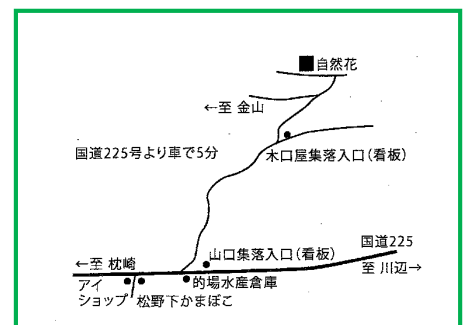 ■自然花
←至 金山
国道225号より車で5分
木口屋集落入口(看板)
国道225
山口集落入口(看板)
←至 枕崎
至 川辺→
アイ
ショップ
松野下かまぼこ
的場水産倉庫